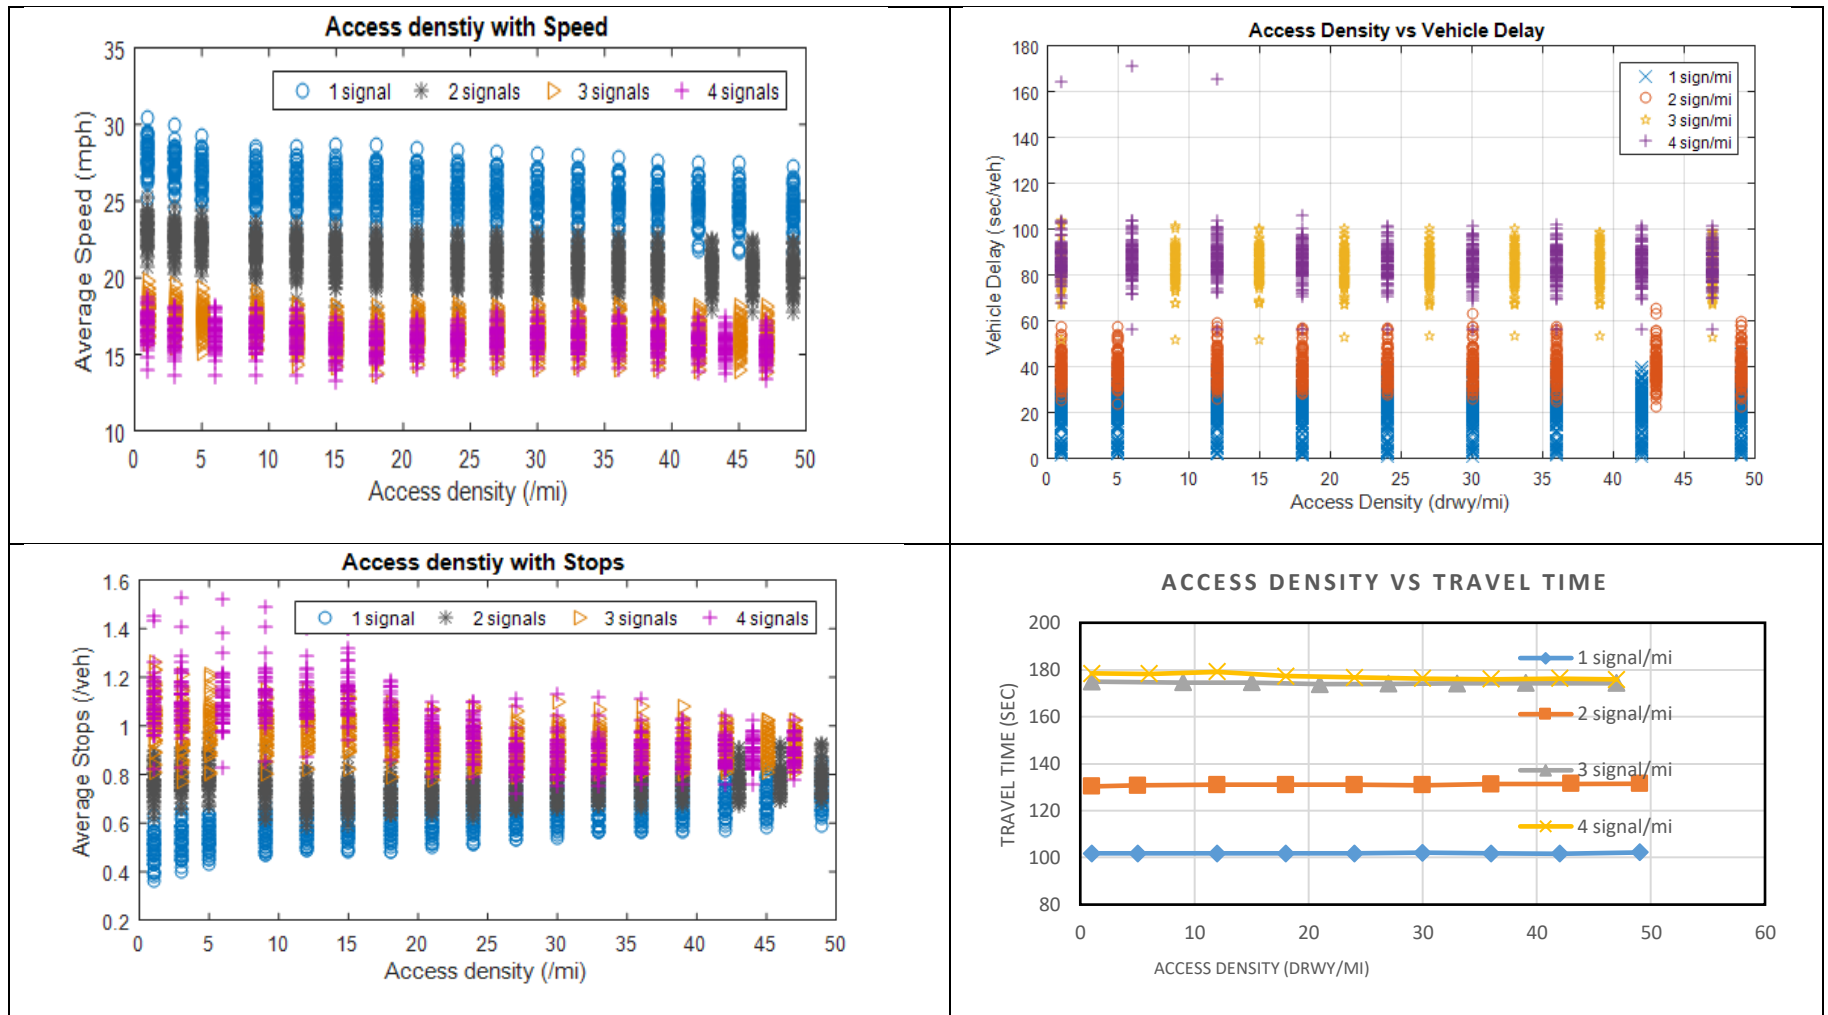 Access denstiy with Speed
35
30
25
20
15
10
1 signal 2 signals 3 signals 4 signals
Average Speed (mph)
0 5 10 15 20 25 30 35 40 45 50
Access density (/mi)
Access Density vs Vehicle Delay
180
160
140
120
100
80
60
40
20
0
1 sign/mi
2 sign/mi
3 sign/mi
4 sign/mi
Vehicle Delay (sec/veh)
0 5 10 15 20 25 30 35 40 45 50
Access Density (drwy/mi)
Access denstiy with Stops
1.6
1.4
1.2
1
0.8
0.6
0.4
0.2
1 signal 2 signals 3 signals 4 signals
Average Stops (/veh)
0 5 10 15 20 25 30 35 40 45 50
Access density (/mi)
ACCESS DENSITY VS TRAVEL TIME
200
180
160
140
120
100
80
1 signal/mi
2 signal/mi
3 signal/mi
4 signal/mi
TRAVEL TIME (SEC)
0 10 20 30 40 50 60
ACCESS DENSITY (DRWY/MI)